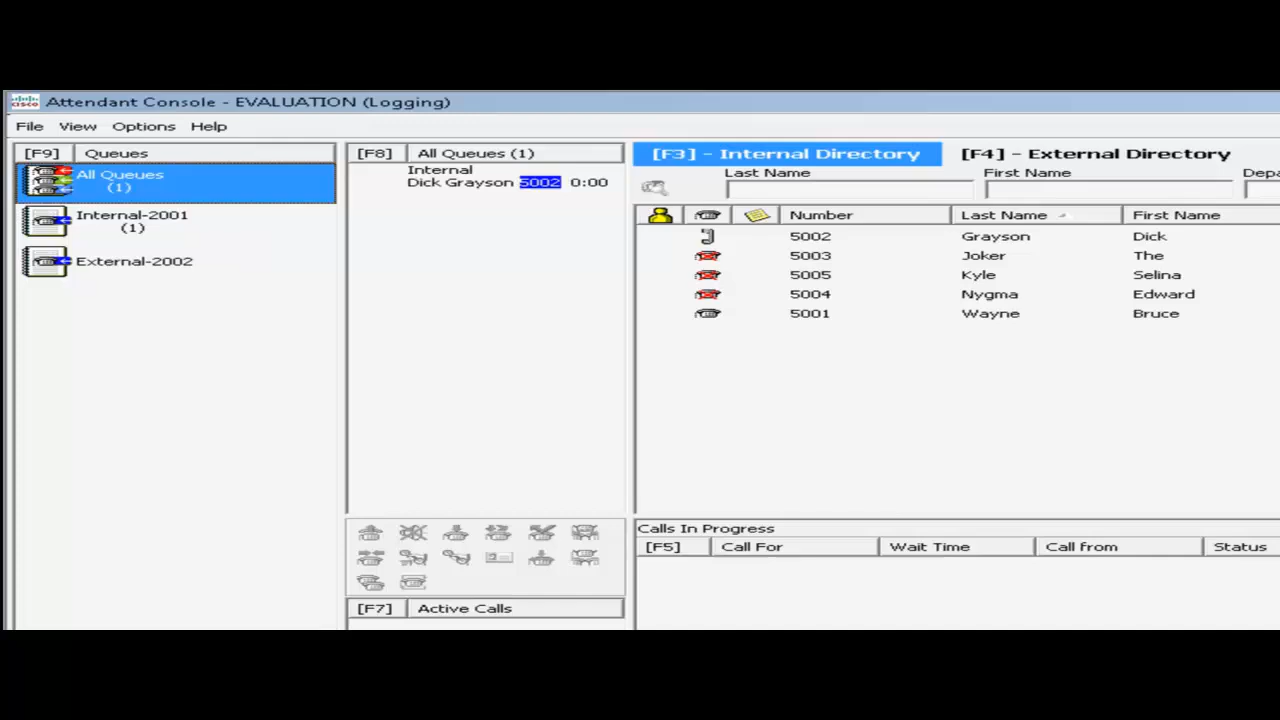 Attendant Console - EVALUATION (Logging)
File View Options Help
[F9] Queues
All Queues
(1)
Internal-2001
(1)
External-2002
[F8] All Queues (1)
Internal
Dick Grayson 5002 0:00
[F7] Active Calls
[F3] - Internal Directory [F4] - External Directory
Last Name First Name Depa
Number Last Name First Name
5002 Grayson Dick
5003 Joker The
5005 Kyle Selina
5004 Nygma Edward
5001 Wayne Bruce
Calls In Progress
[F5] Call For Wait Time Call from Status